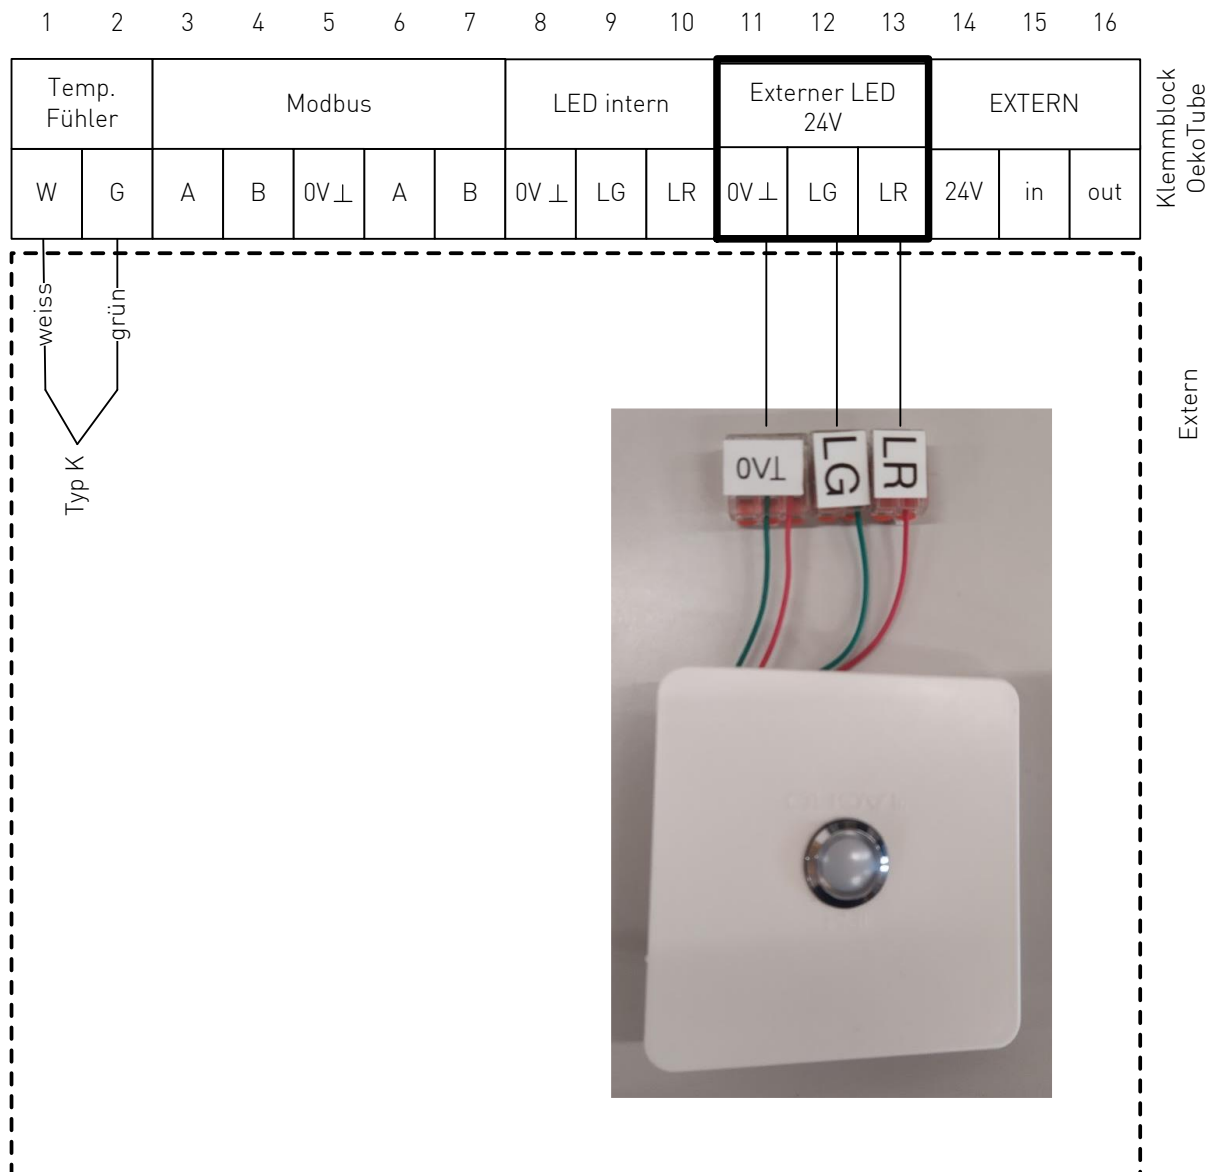 1 2 3 4 5 6 7 8 9 10 11 12 13 14 15 16
Temp.
Fühler
Modbus
LED intern
Externer LED
24V
EXTERN
Klemmblock
OekoTube
W G A B 0V ⊥ A B 0V ⊥ LG LR 0V ⊥ LG LR 24V in out
weiss
grün
Typ K
Extern
0V⊥
LG
LR